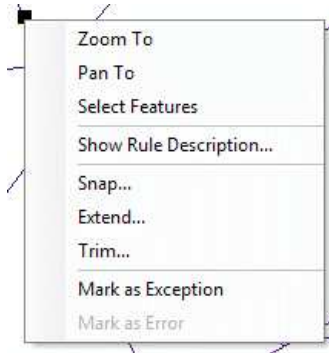 Zoom To
Pan To
Select Features
Show Rule Description...
Snap...
Extend...
Trim...
Mark as Exception
Mark as Error